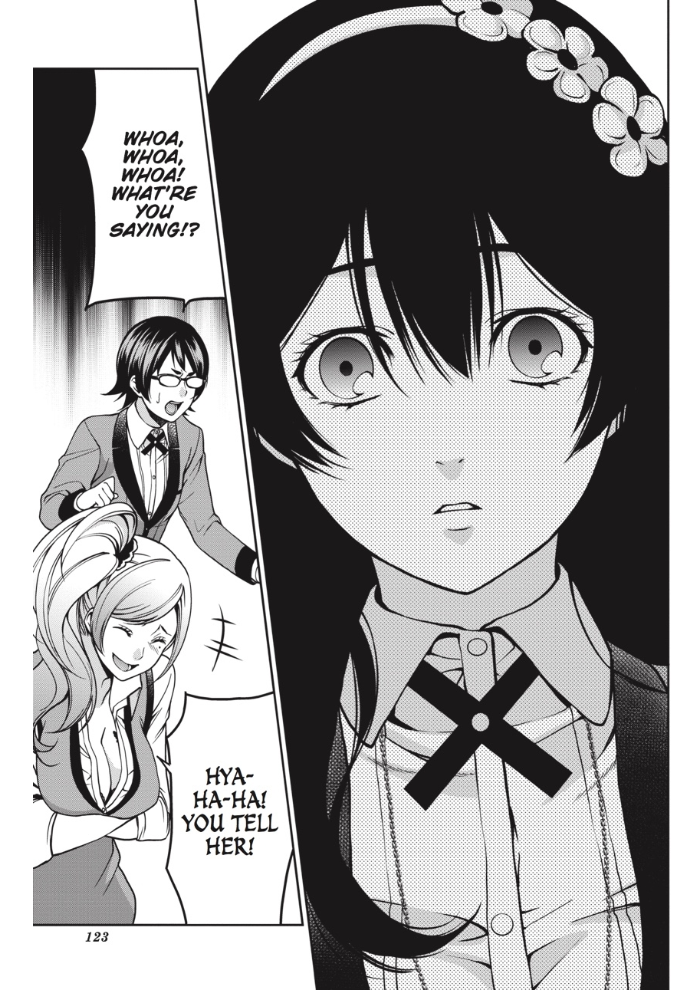 WHOA,
WHOA,
WHOA!
WHAT'RE
YOU
SAYING!?
HYA-
HA-HA!
YOU TELL
HER!
123